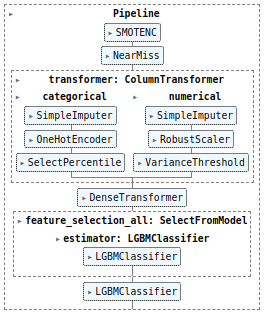 Pipeline
SMOTENC
NearMiss
transformer: ColumnTransformer
categorical
numerical
SimpleImputer
SimpleImputer
OneHotEncoder
RobustScaler
SelectPercentile
VarianceThreshold
DenseTransformer
feature_selection_all: SelectFromModel
estimator: LGBMClassifier
LGBMClassifier
LGBMClassifier